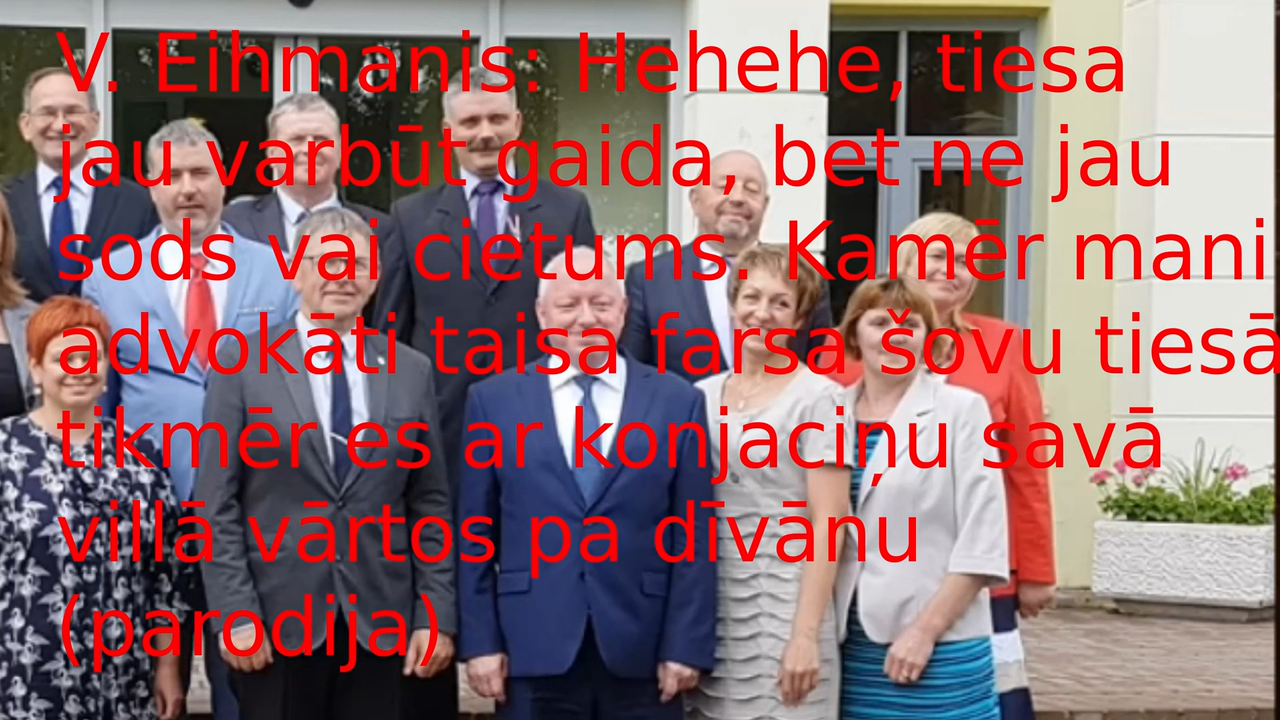 V. Eihmanis: Hehehe, tiesa
jau varbūt gaida, bet ne jau
sods vai cietums. Kamēr mani
advokāti taisa farsa šovu tiesā
tikmēr es ar konjaciņu savā
villā vārtos pa dīvānu
(parodija)